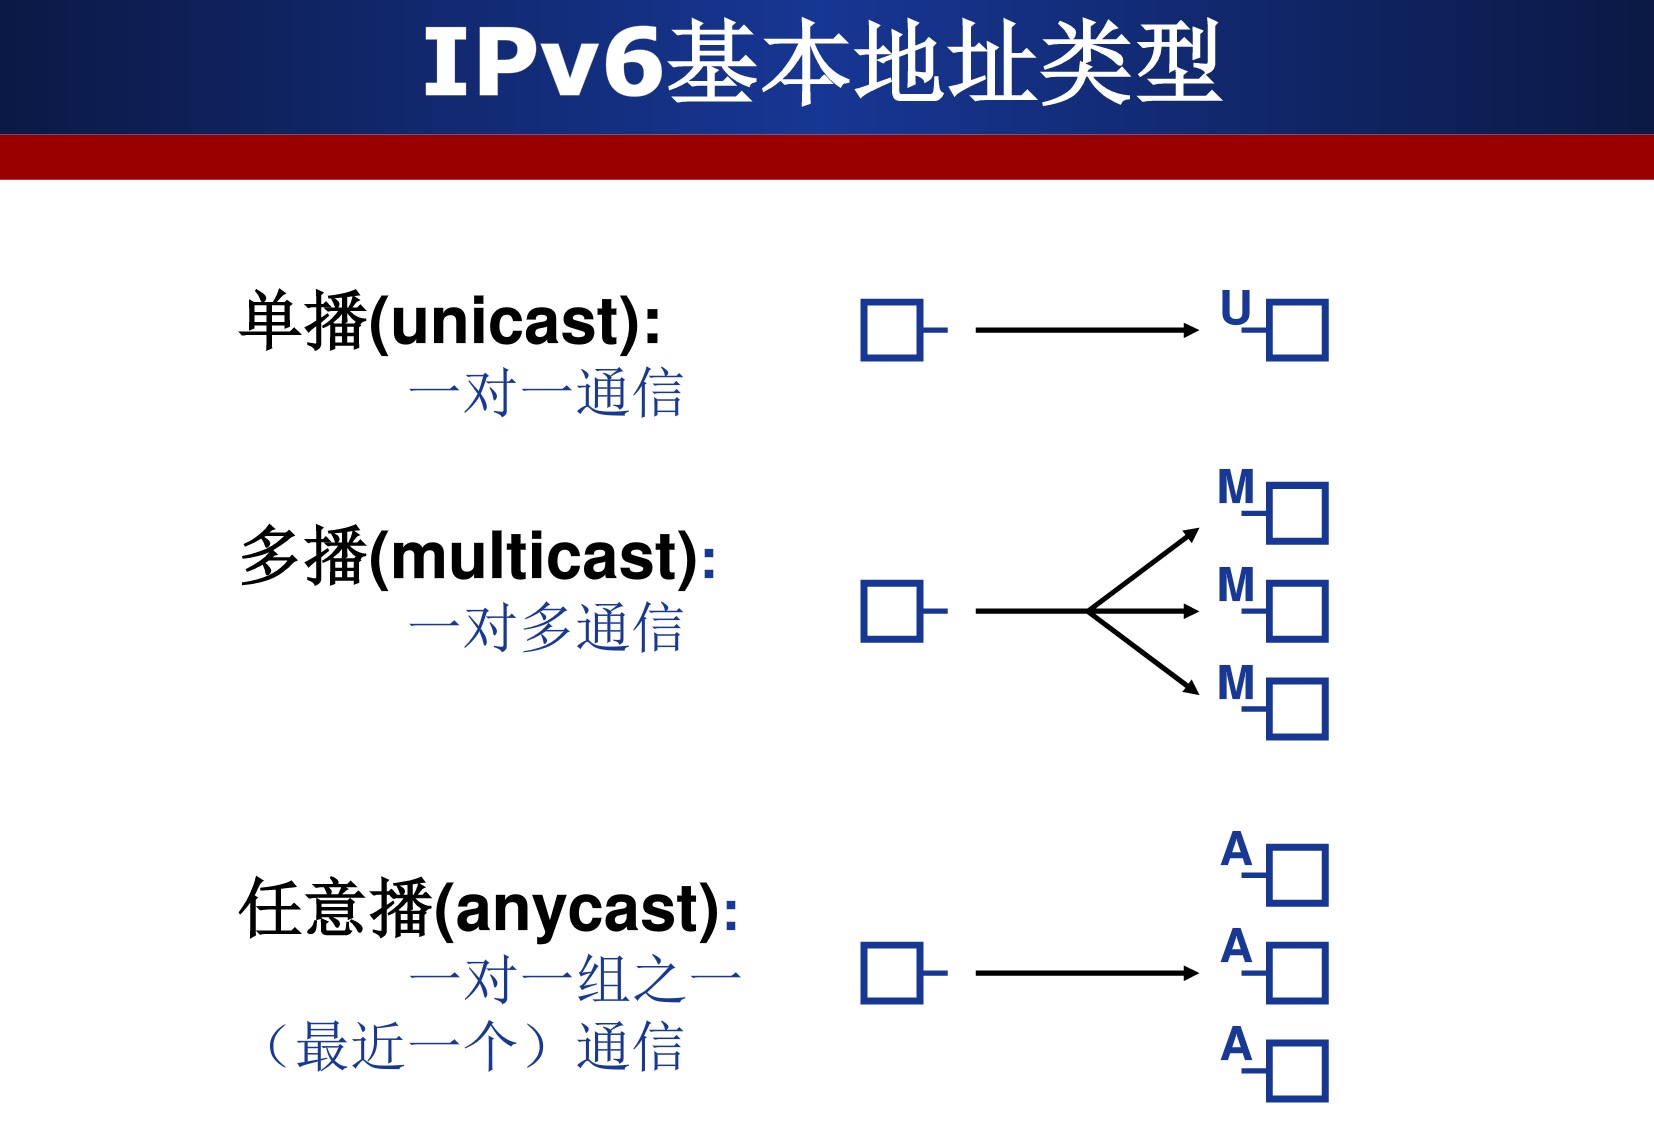 IPv6基本地址类型
单播(unicast):
一对一通信
U
多播(multicast):
一对多通信
M
M
M
任意播(anycast):
一对一组之一
（最近一个）通信
A
A
A